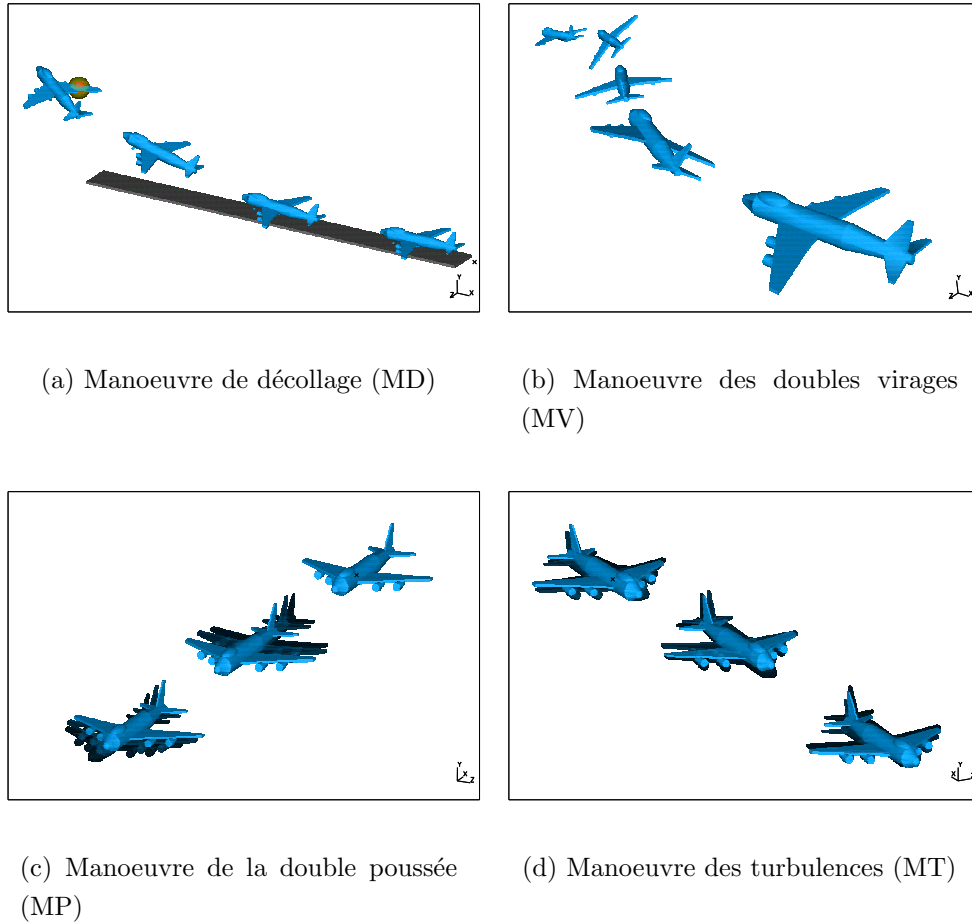 Y
Z X
(a) Manoeuvre de décollage (MD)
Y
Z X
(b) Manoeuvre des doubles virages
(MV)
Y
X
Z
(c) Manoeuvre de la double poussée
(MP)
Y
X
(d) Manoeuvre des turbulences (MT)